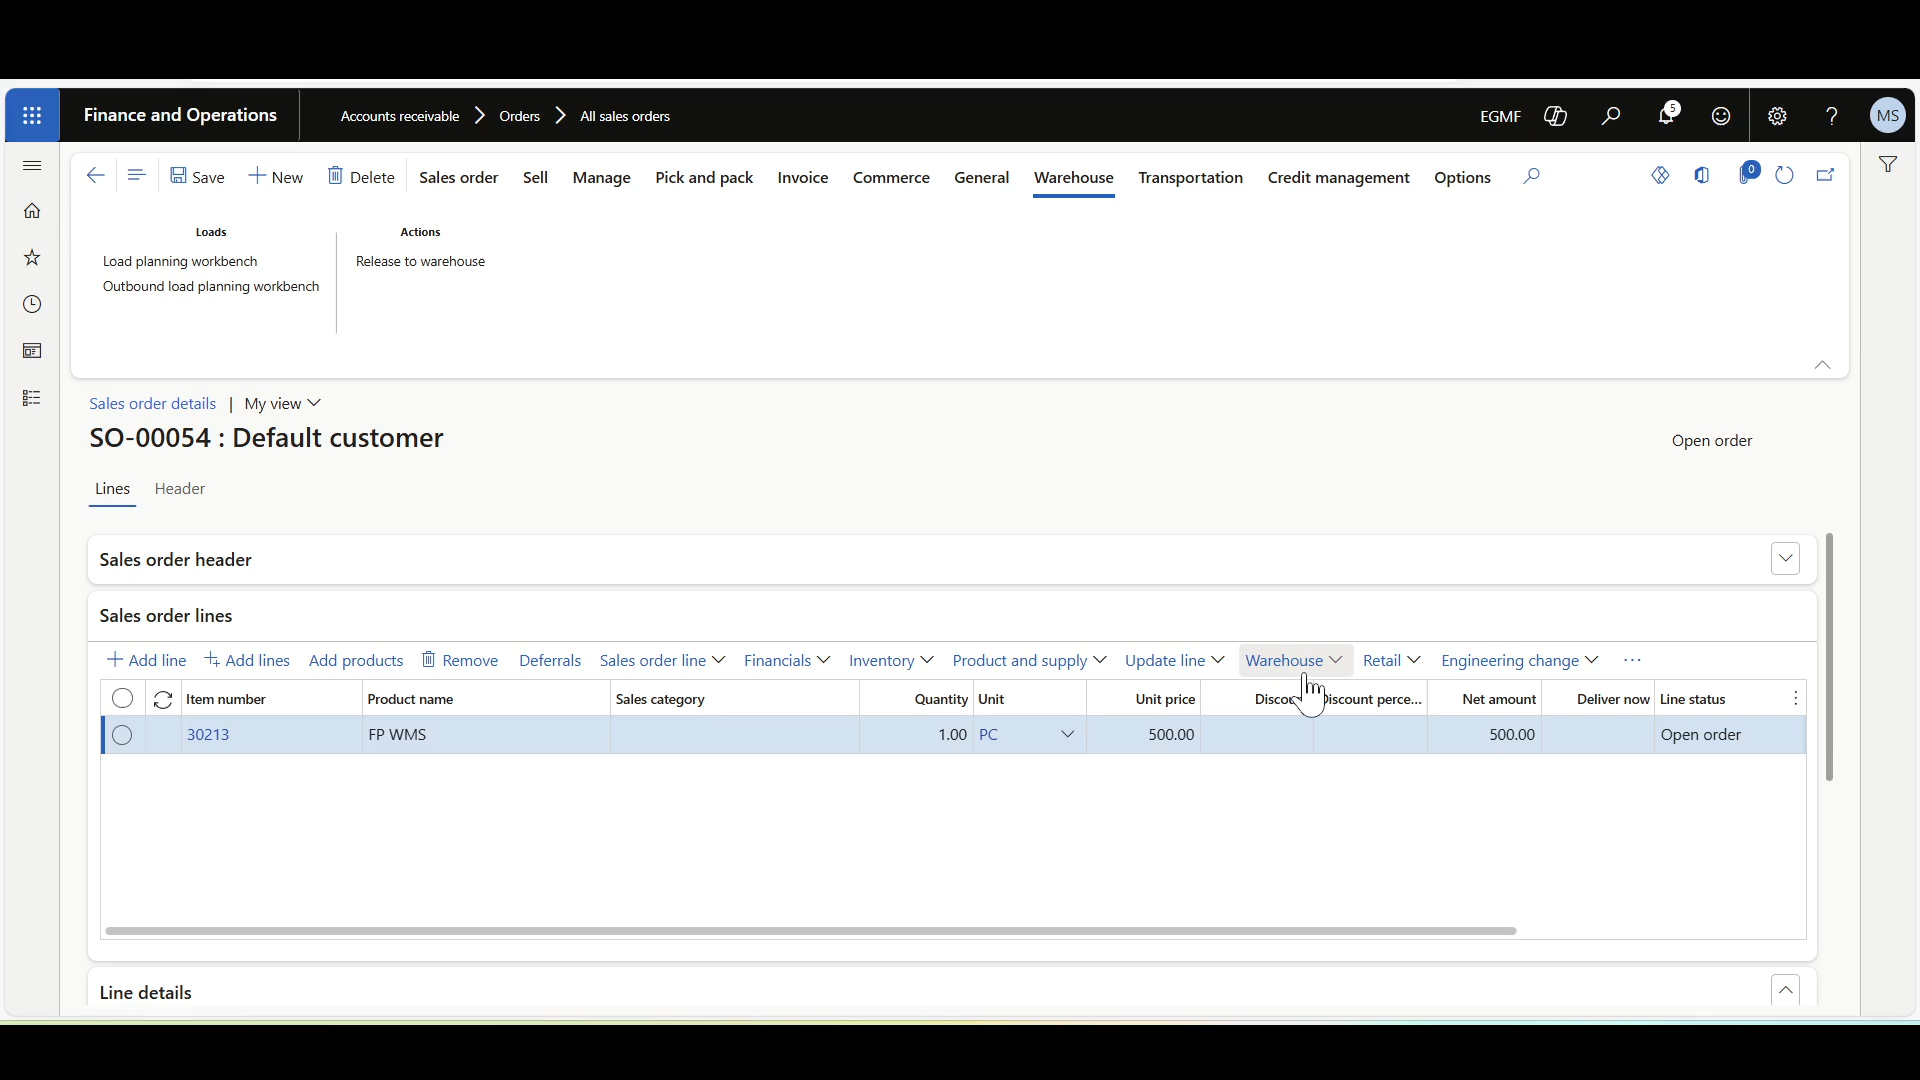 Finance and Operations
Accounts receivable > Orders > All sales orders
EGMF
5
?
MS
Save
New
Delete
Sales order
Sell
Manage
Pick and pack
Invoice
Commerce
General
Warehouse
Transportation
Credit management
Options
0
Loads
Load planning workbench
Outbound load planning workbench
Actions
Release to warehouse
Sales order details | My view
SO-00054 : Default customer
Open order
Lines
Header
Sales order header
Sales order lines
+ Add line
Add lines
Add products
Remove
Deferrals
Sales order line
Financials
Inventory
Product and supply
Update line
Warehouse
Retail
Engineering change
...
Item number
Product name
Sales category
Quantity
Unit
Unit price
Net amount
Deliver now
Line status
30213
FP WMS
1.00
PC
500.00
500.00
Open order
Line details